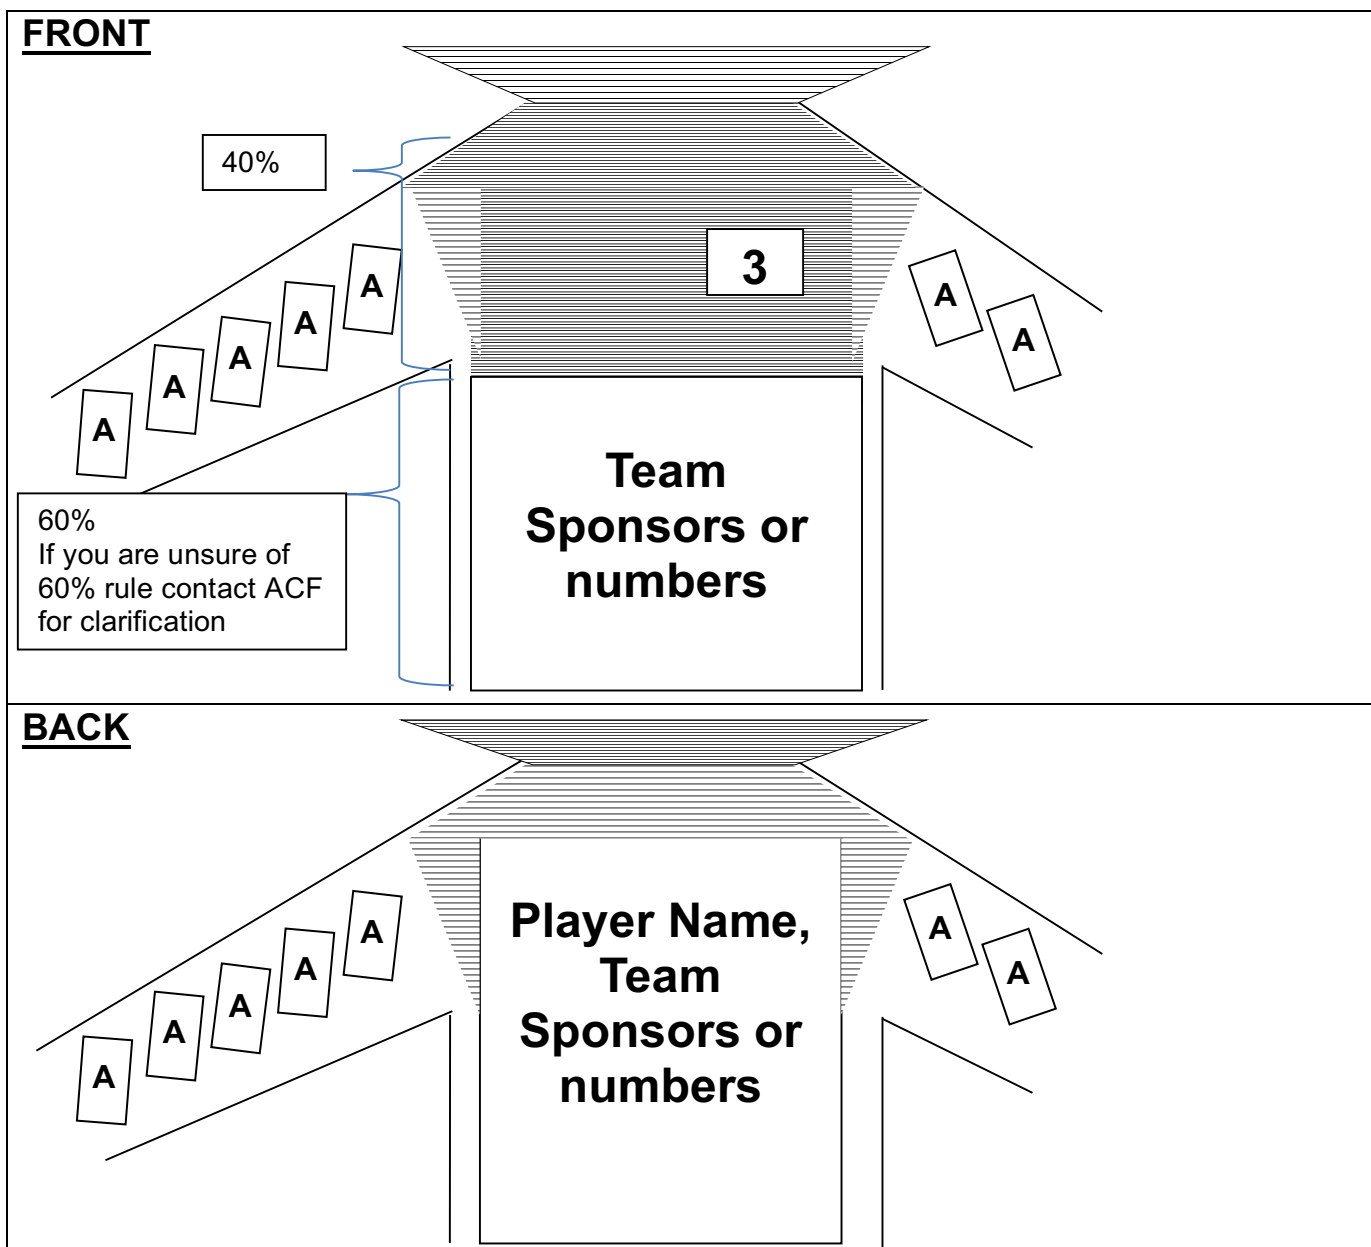 FRONT
40%
3
A
A
A
A
A
A
A
Team
Sponsors or
numbers
60%
If you are unsure of
60% rule contact ACF
for clarification
BACK
A
A
A
A
A
A
A
Player Name,
Team
Sponsors or
numbers